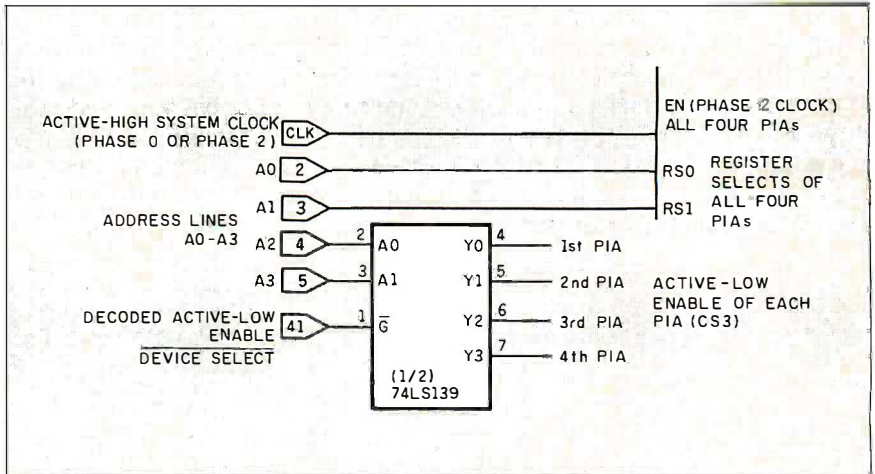 ACTIVE-HIGH SYSTEM CLOCK
(PHASE 0 OR PHASE 2)
CLK
EN (PHASE 2 CLOCK)
ALL FOUR PIAs
A0
2
RS0
REGISTER
SELECTS OF
ALL FOUR
PIAs
A1
3
RS1
ADDRESS LINES
A0-A3
A2
4
2
A0
Y0
4
1st PIA
A3
5
3
A1
Y1
5
2nd PIA
ACTIVE-LOW
ENABLE OF EACH
PIA (CS3)
DECODED ACTIVE-LOW
ENABLE
DEVICE SELECT
41
1
G
Y2
6
3rd PIA
Y3
7
4th PIA
(1/2)
74LS139